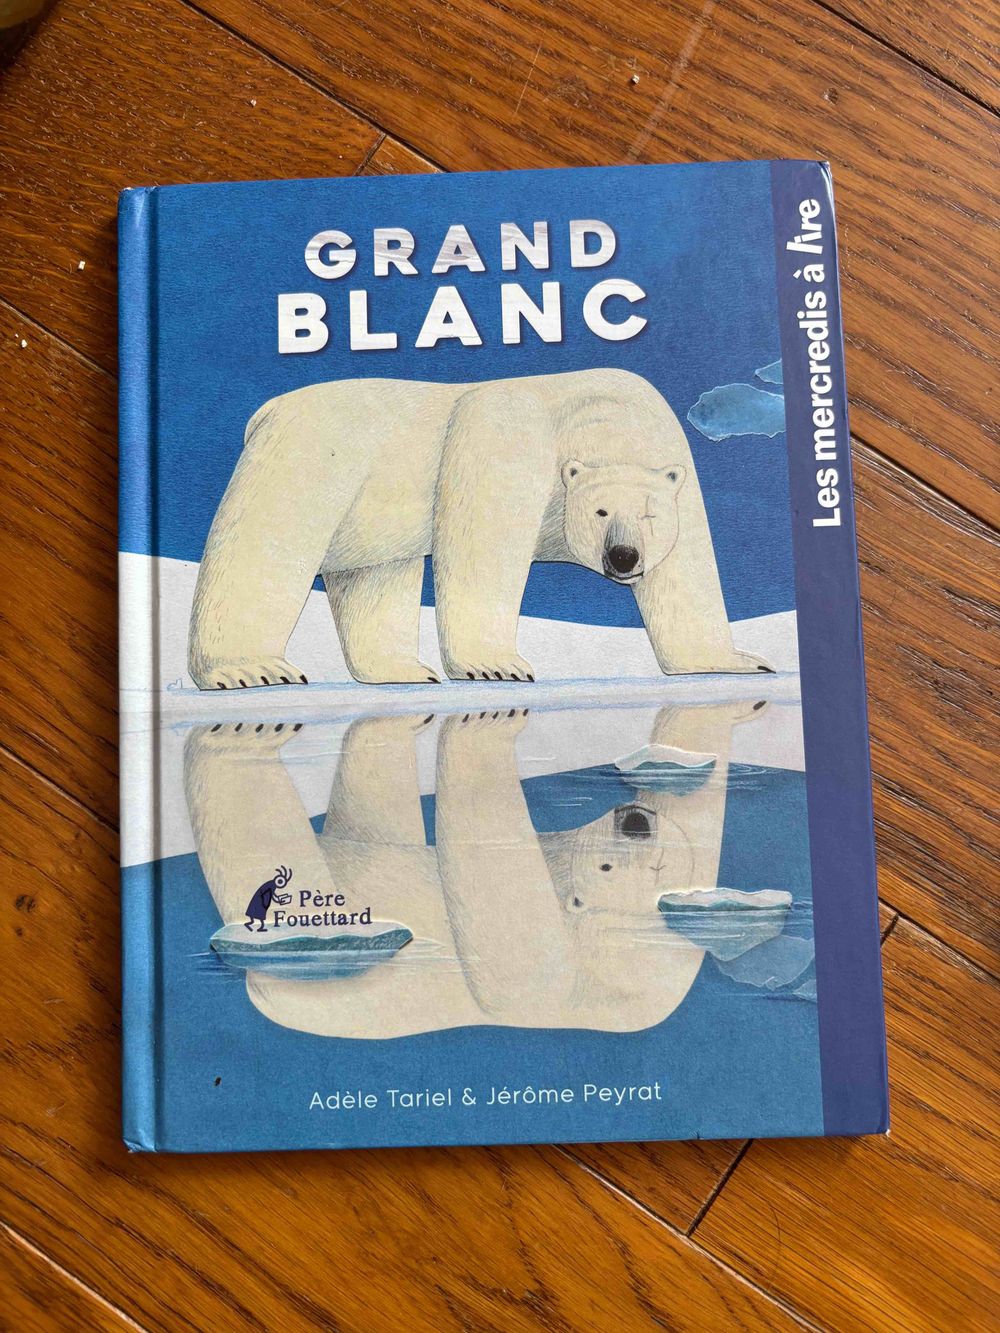 GRAND
BLANC
Les mercredis à lire
Père
Fouettard
Adèle Tariel & Jérôme Peyrat